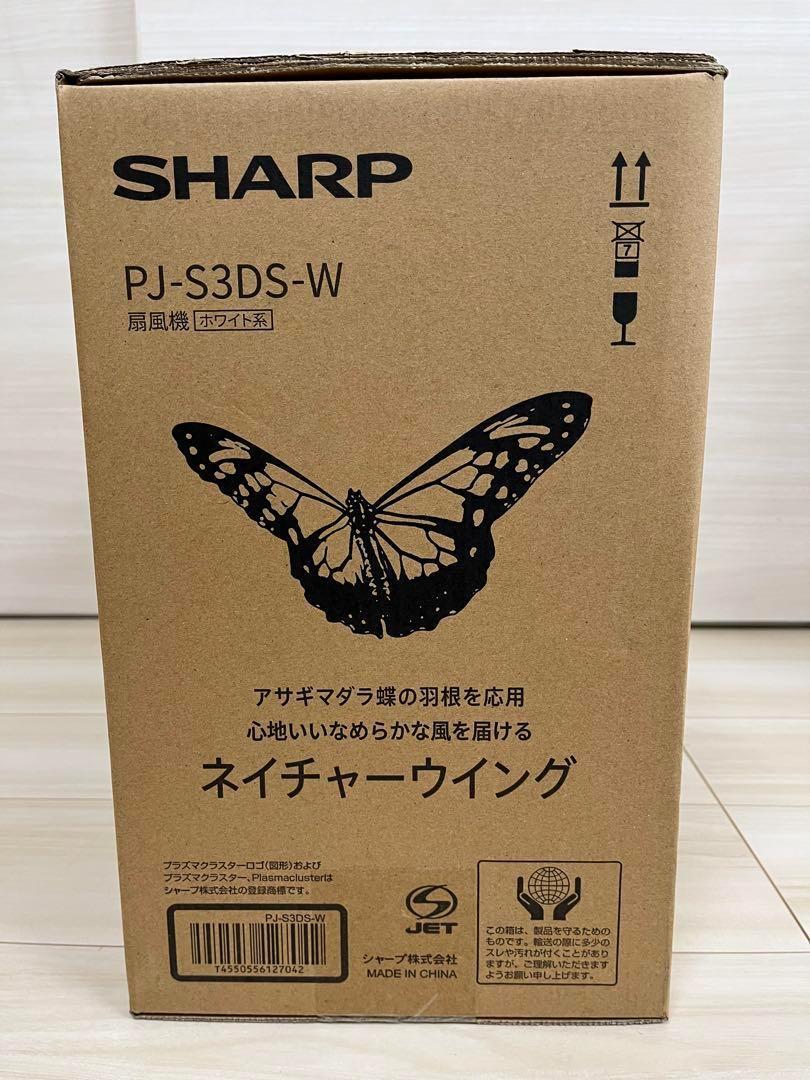 SHARP
PJ-S3DS-W
扇風機 ホワイト系
7
アサギマダラ蝶の羽根を応用
心地いいなめらかな風を届ける
ネイチャーウイング
プラズマクラスターロゴ(図形)および
プラズマクラスター、Plasmaclusterは
シャープ株式会社の登録商標です。
PJ-S3DS-W
T4550556127042
JET
シャープ株式会社
MADE IN CHINA
この箱は、製品を守るための
ものです。輸送の際に多少の
スレや汚れが付くことがあり
ますが、ご理解いただきます
ようお願い申し上げます。